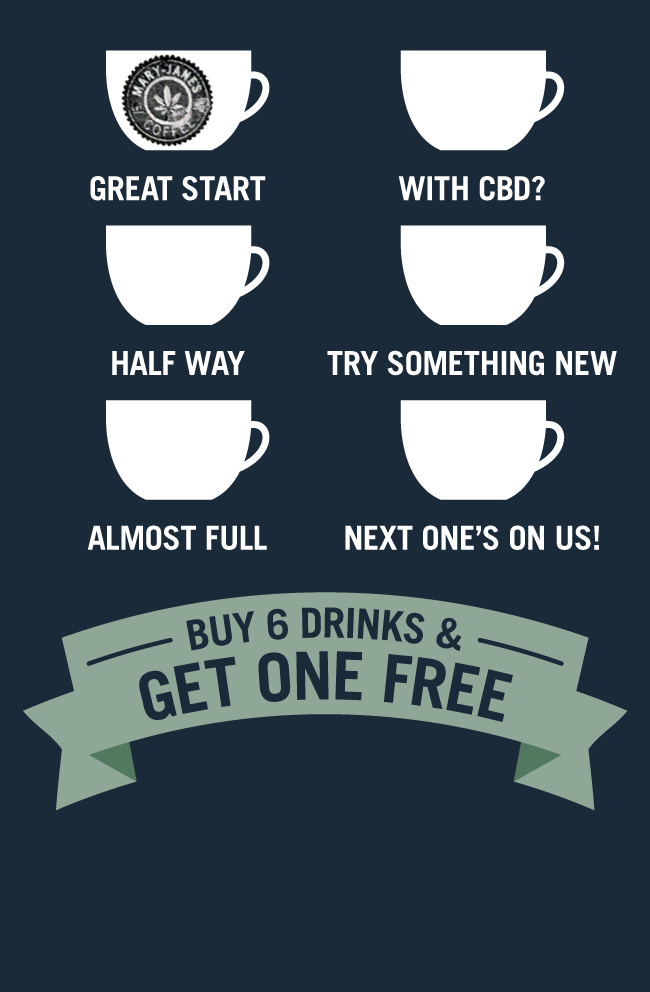 MARY·JANES
COFFEE
GREAT START
WITH CBD?
HALF WAY
TRY SOMETHING NEW
ALMOST FULL
NEXT ONE'S ON US!
BUY 6 DRINKS &
GET ONE FREE